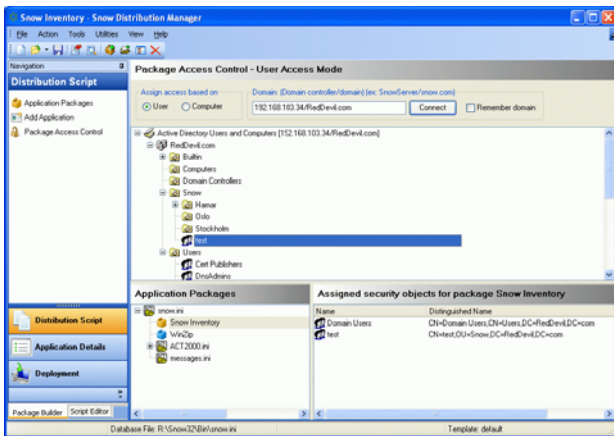 Snow Inventory - Snow Distribution Manager
File Action Tools Utilities View Help
Navigation
Distribution Script
Application Packages
Add Application
Package Access Control
Package Access Control - User Access Mode
Assign access based on
User Computer
Domain: (Domain controller/domain) (ex: SnowServer/snow.com)
192.168.103.34/RedDevil.com Connect Remember domain
Active Directory Users and Computers [152.168.103.34/RedDevil.com]
RedDevil.com
Builtin
Computers
Domain Controllers
Snow
Hamar
Oslo
Stockholm
test
Users
Cert Publishers
DnsAdmins
Distribution Script
Application Details
Deployment
Package Builder Script Editor
Application Packages
snow.ini
Snow Inventory
WinZip
ACT2000.ini
messages.ini
Assigned security objects for package Snow Inventory
Name Distinguished Name
Domain Users CN=Domain Users,CN=Users,DC=RedDevil,DC=com
test CN=test,OU=Snow,DC=RedDevil,DC=com
Database File: R:\Snow32\Bin\snow.ini Template: default